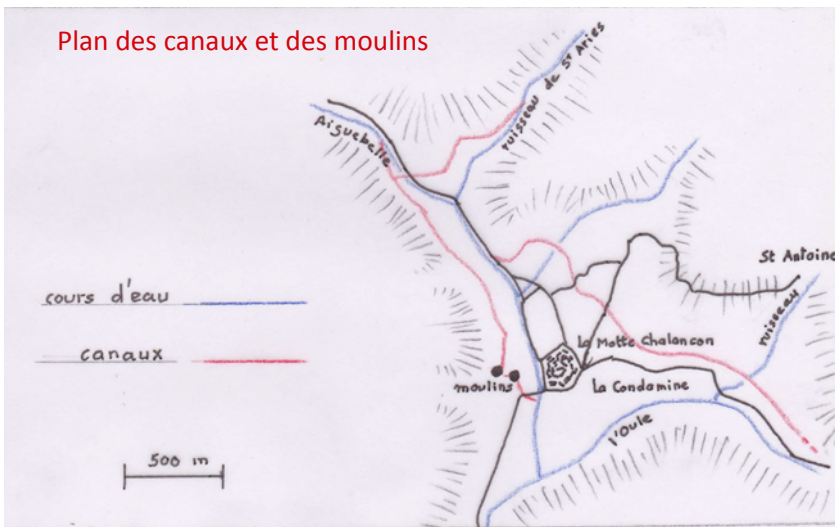 Plan des canaux et des moulins
Aiguebelle
ruisseau de St Aries
St Antoine
cours d'eau
ruisseau
canaux
La Motte Chalancon
moulins
La Condamine
l'Oule
500 m